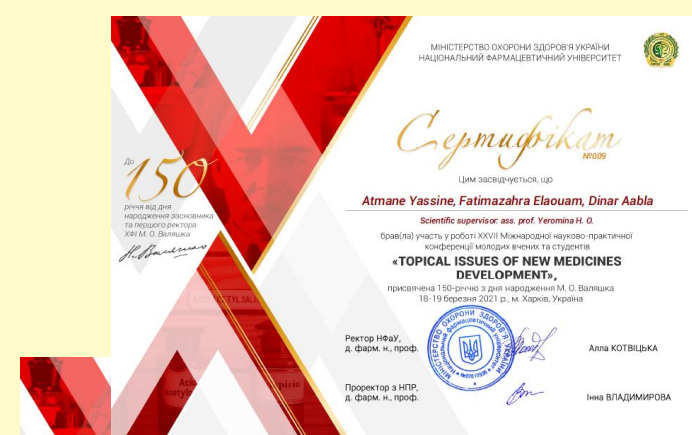 МІНІСТЕРСТВО ОХОРОНИ ЗДОРОВ'Я УКРАЇНИ
НАЦІОНАЛЬНИЙ ФАРМАЦЕВТИЧНИЙ УНІВЕРСИТЕТ
Сертифікат
№009
Цим засвідчується, що
Atmane Yassine, Fatimazahra Elaouam, Dinar Aabla
Scientific supervisor: ass. prof. Yeromina H. O.
брав(ла) участь у роботі XXVII Міжнародної науково-практичної
конференції молодих вчених та студентів
«TOPICAL ISSUES OF NEW MEDICINES
DEVELOPMENT»,
присвячена 150-річчю з дня народження М. О. Валяшка
18-19 березня 2021 р., м. Харків, Україна
Ректор НФаУ,
д. фарм. н., проф.
Алла КОТВІЦЬКА
Проректор з НПР,
д. фарм. н., проф.
Інна ВЛАДИМИРОВА
До
150
річчя від дня
народження засновника
та першого ректора
ХФІ М. О. Валяшка